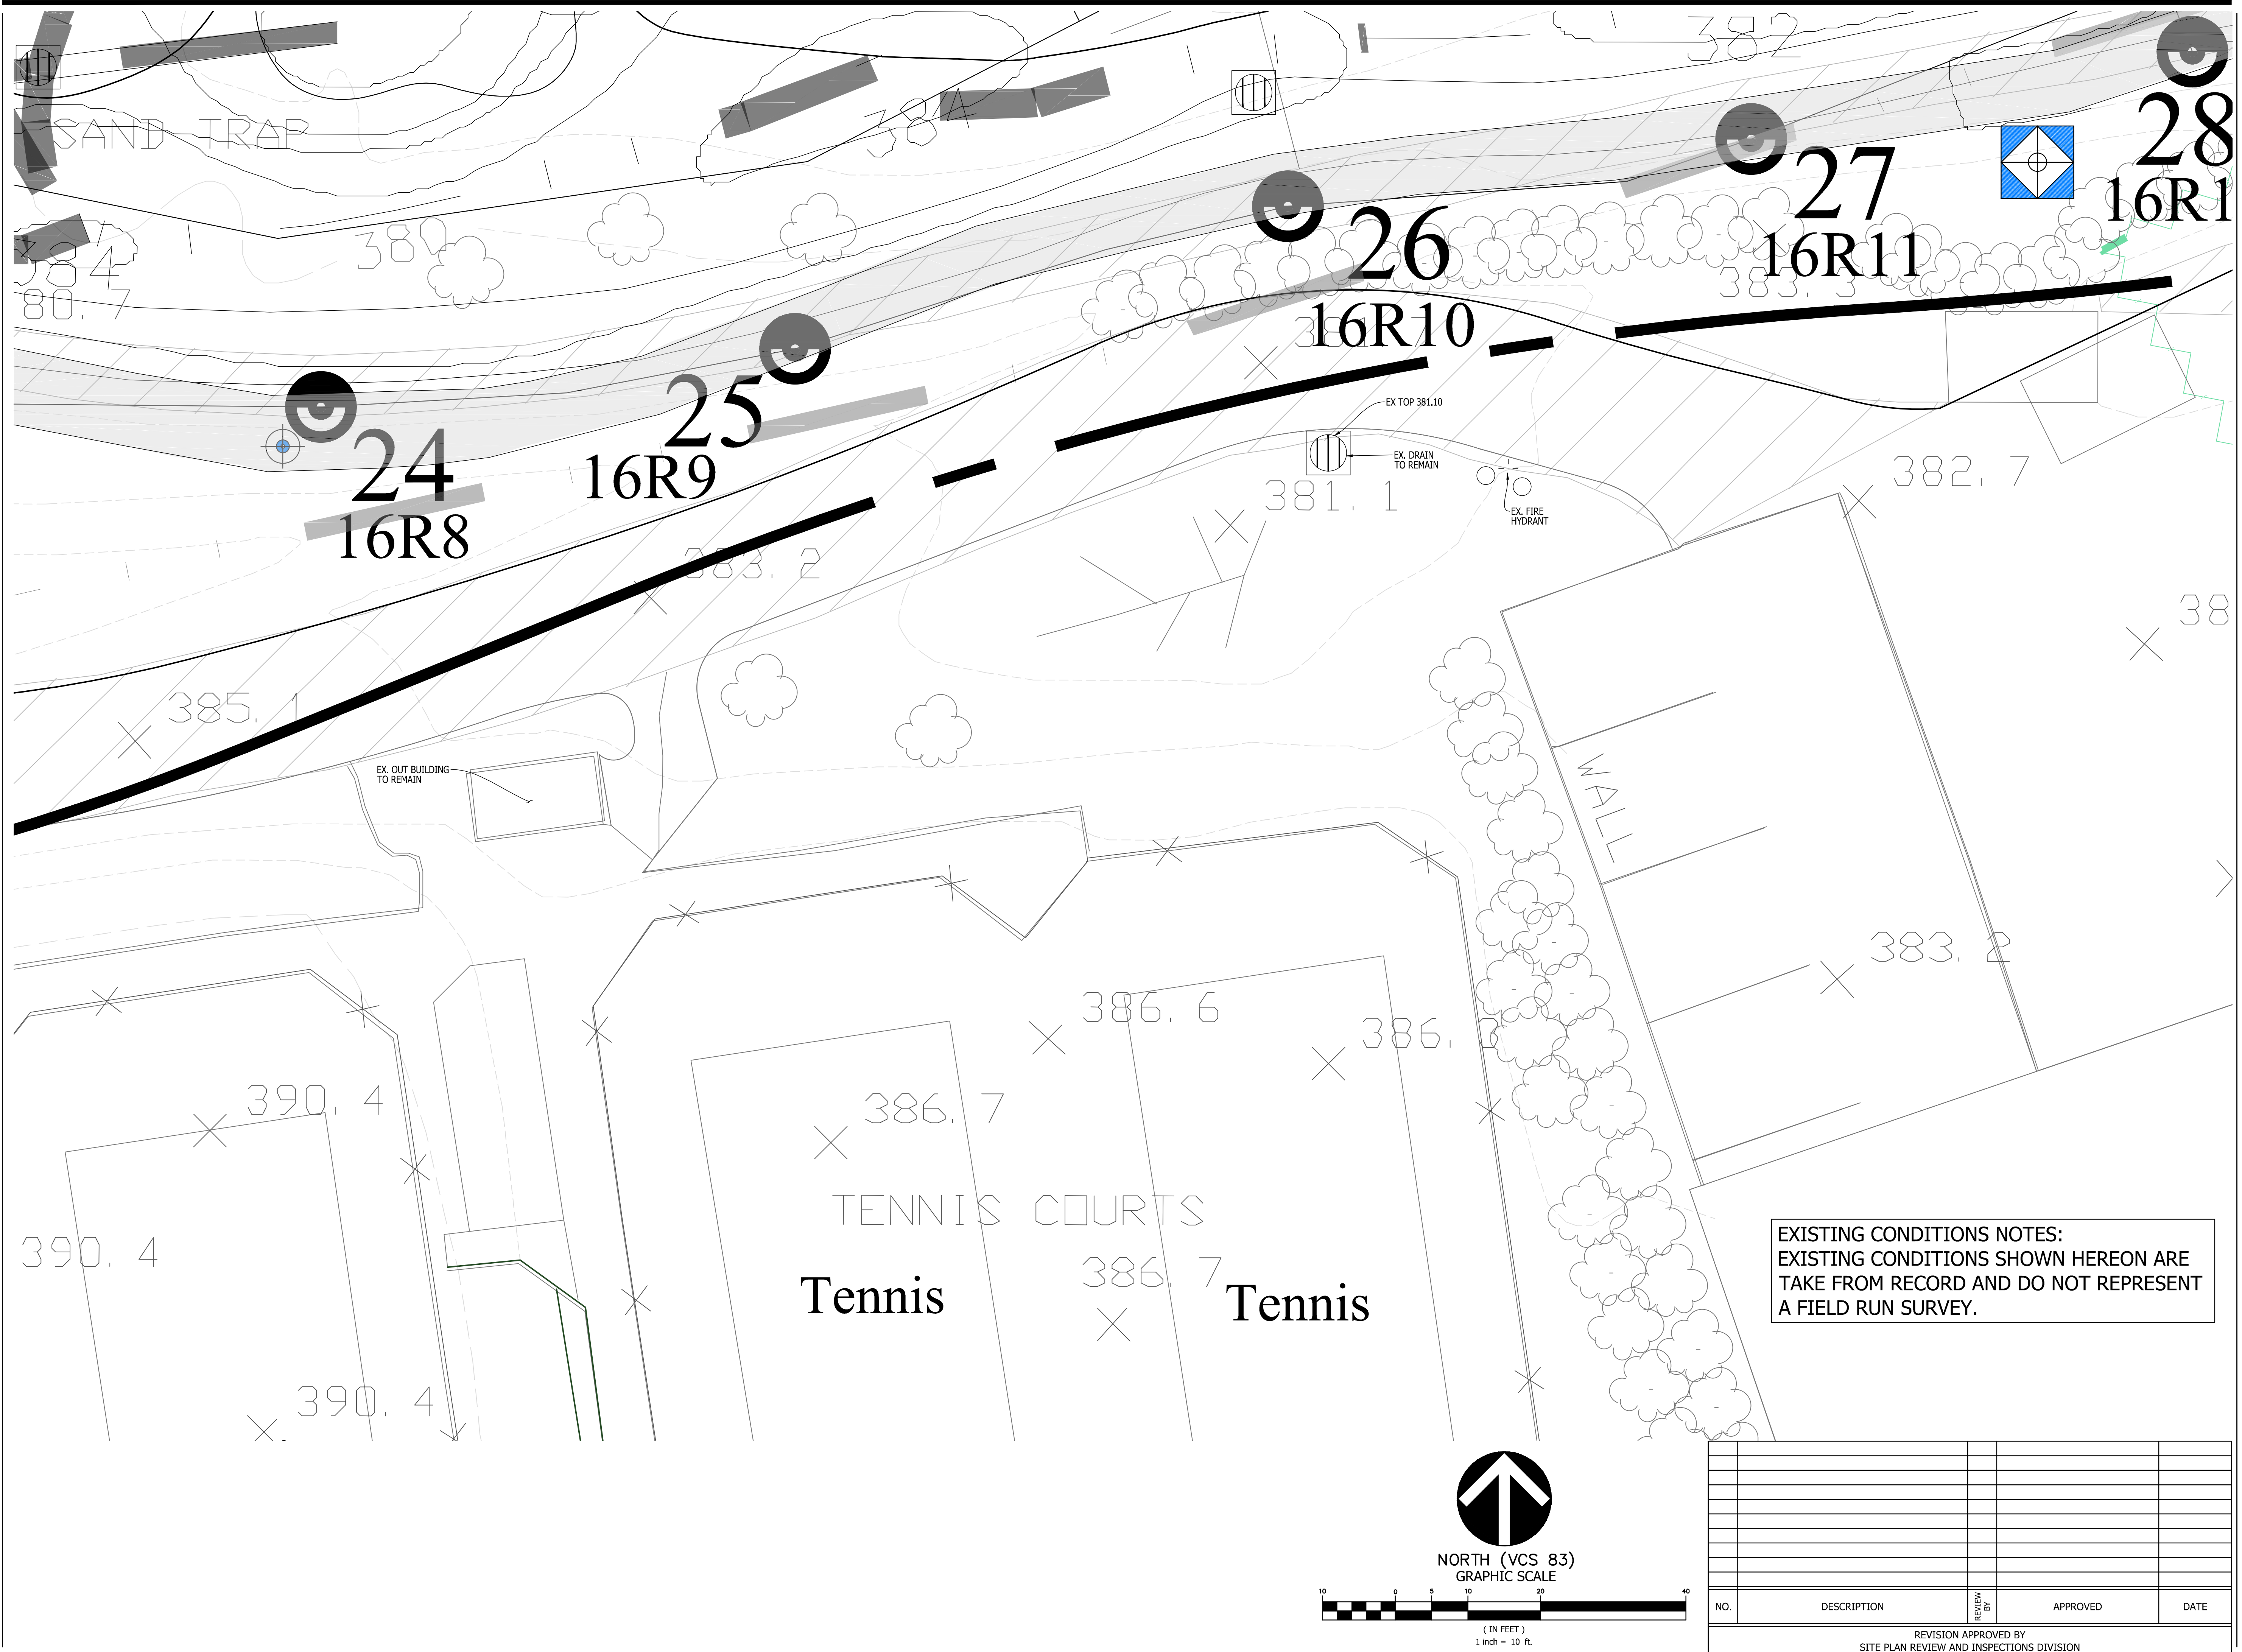 382
SAND TRAP
384
28
16R1
27
16R11
380
26
16R10
384
80.7
383.3
381.7
25
16R9
24
16R8
EX TOP 381.10
EX. DRAIN
TO REMAIN
381.1
EX. FIRE
HYDRANT
382.7
383.2
38
385.1
EX. OUT BUILDING
TO REMAIN
WALL
383.2
386.6
386.
390.4
386.7
TENNIS COURTS
390.4
386.7
Tennis
Tennis
390.4
EXISTING CONDITIONS NOTES:
EXISTING CONDITIONS SHOWN HEREON ARE
TAKE FROM RECORD AND DO NOT REPRESENT
A FIELD RUN SURVEY.
NORTH (VCS 83)
GRAPHIC SCALE
10 0 5 10 20 40
( IN FEET )
1 inch = 10 ft.
NO. DESCRIPTION REVIEW BY APPROVED DATE
REVISION APPROVED BY
SITE PLAN REVIEW AND INSPECTIONS DIVISION